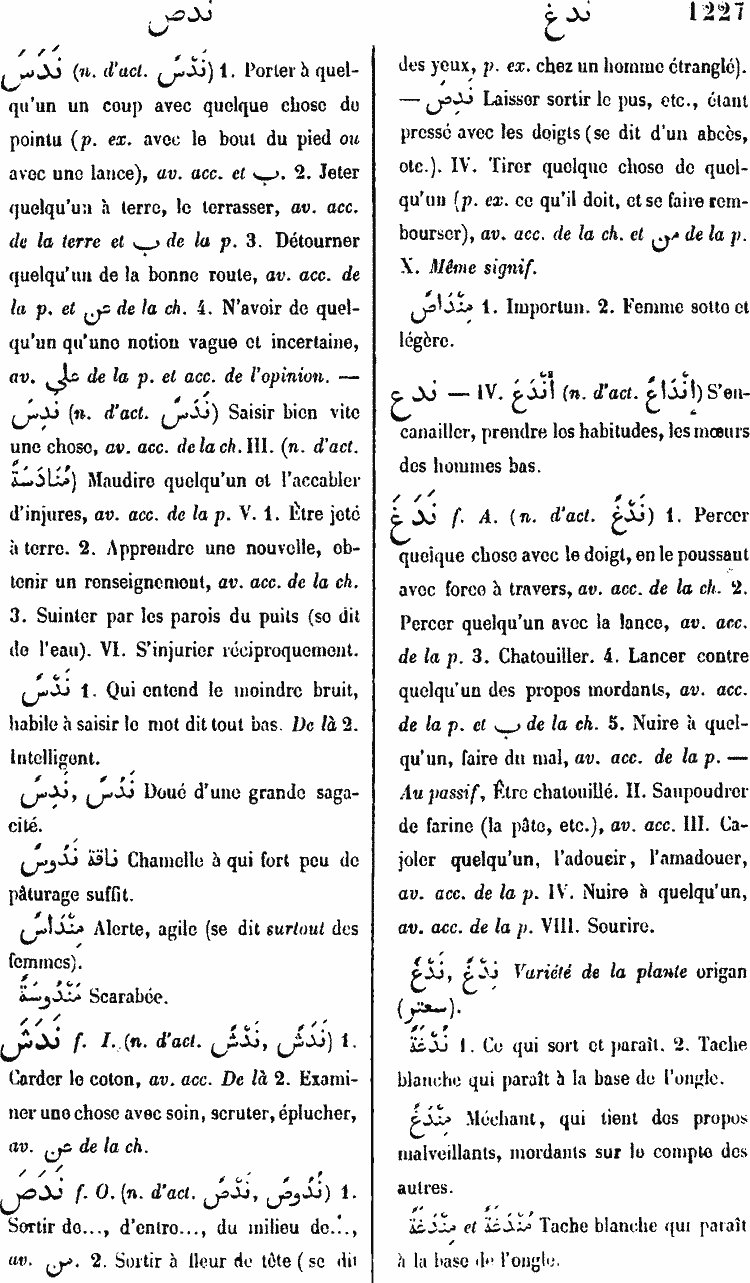 ندص
ندغ
1227
نَدَسَ (n. d'act. نَدْسٌ) 1. Porter à quel-
qu'un un coup avec quelque chose de
pointu (p. ex. avec le bout du pied ou
avec une lance), av. acc. et ب. 2. Jeter
quelqu'un à terre, le terrasser, av. acc.
de la terre et ب de la p. 3. Détourner
quelqu'un de la bonne route, av. acc. de
la p. et عن de la ch. 4. N'avoir de quel-
qu'un qu'une notion vague et incertaine,
av. على de la p. et acc. de l'opinion. —
نَدِسَ (n. d'act. نَدَسٌ) Saisir bien vite
une chose, av. acc. de la ch. III. (n. d'act.
مُنَادَسَةٌ) Maudire quelqu'un et l'accabler
d'injures, av. acc. de la p. V. 1. Être jeté
à terre. 2. Apprendre une nouvelle, ob-
tenir un renseignement, av. acc. de la ch.
3. Suinter par les parois du puits (se dit
de l'eau). VI. S'injurier réciproquement.
نَدْسٌ 1. Qui entend le moindre bruit,
habile à saisir le mot dit tout bas. De là 2.
Intelligent.
نَدِسٌ, نَدُسٌ Doué d'une grande saga-
cité.
نَاقَة نَدُوسٌ Chamelle à qui fort peu de
pâturage suffit.
مِنْدَاسٌ Alerte, agile (se dit surtout des
femmes).
مَنْدُوسَةٌ Scarabée.
نَدَشَ f. I. (n. d'act. نَدْشٌ, نَدَشٌ) 1.
Carder le coton, av. acc. De là 2. Exami-
ner une chose avec soin, scruter, éplucher,
av. عن de la ch.
نَدَصَ f. O. (n. d'act. نَدْصٌ, نُدُوصٌ) 1.
Sortir de..., d'entre..., du milieu de...,
av. من. 2. Sortir à fleur de tête (se dit
des yeux, p. ex. chez un homme étranglé).
— نَدِصَ Laisser sortir le pus, etc., étant
pressé avec les doigts (se dit d'un abcès,
etc.). IV. Tirer quelque chose de quel-
qu'un (p. ex. ce qu'il doit, et se faire rem-
bourser), av. acc. de la ch. et من de la p.
X. Même signif.
مِنْدَاصٌ 1. Importun. 2. Femme sotte et
légère.
ندع — IV. أَنْدَعَ (n. d'act. إِنْدَاعٌ) S'en-
canailler, prendre les habitudes, les mœurs
des hommes bas.
نَدَغَ f. A. (n. d'act. نَدْغٌ) 1. Percer
quelque chose avec le doigt, en le poussant
avec force à travers, av. acc. de la ch. 2.
Percer quelqu'un avec la lance, av. acc.
de la p. 3. Chatouiller. 4. Lancer contre
quelqu'un des propos mordants, av. acc.
de la p. et ب de la ch. 5. Nuire à quel-
qu'un, faire du mal, av. acc. de la p. —
Au passif, Être chatouillé. II. Saupoudrer
de farine (la pâte, etc.), av. acc. III. Ca-
joler quelqu'un, l'adoucir, l'amadouer,
av. acc. de la p. IV. Nuire à quelqu'un,
av. acc. de la p. VIII. Sourire.
نَدْغٌ, نِدْغٌ Variété de la plante origan
(سعتر).
نُدْغَةٌ 1. Ce qui sort et paraît. 2. Tache
blanche qui paraît à la base de l'ongle.
مِنْدَغٌ Méchant, qui tient des propos
malveillants, mordants sur le compte des
autres.
مِنْدَغَةٌ et مُنْدَغَةٌ Tache blanche qui paraît
à la base de l'ongle.